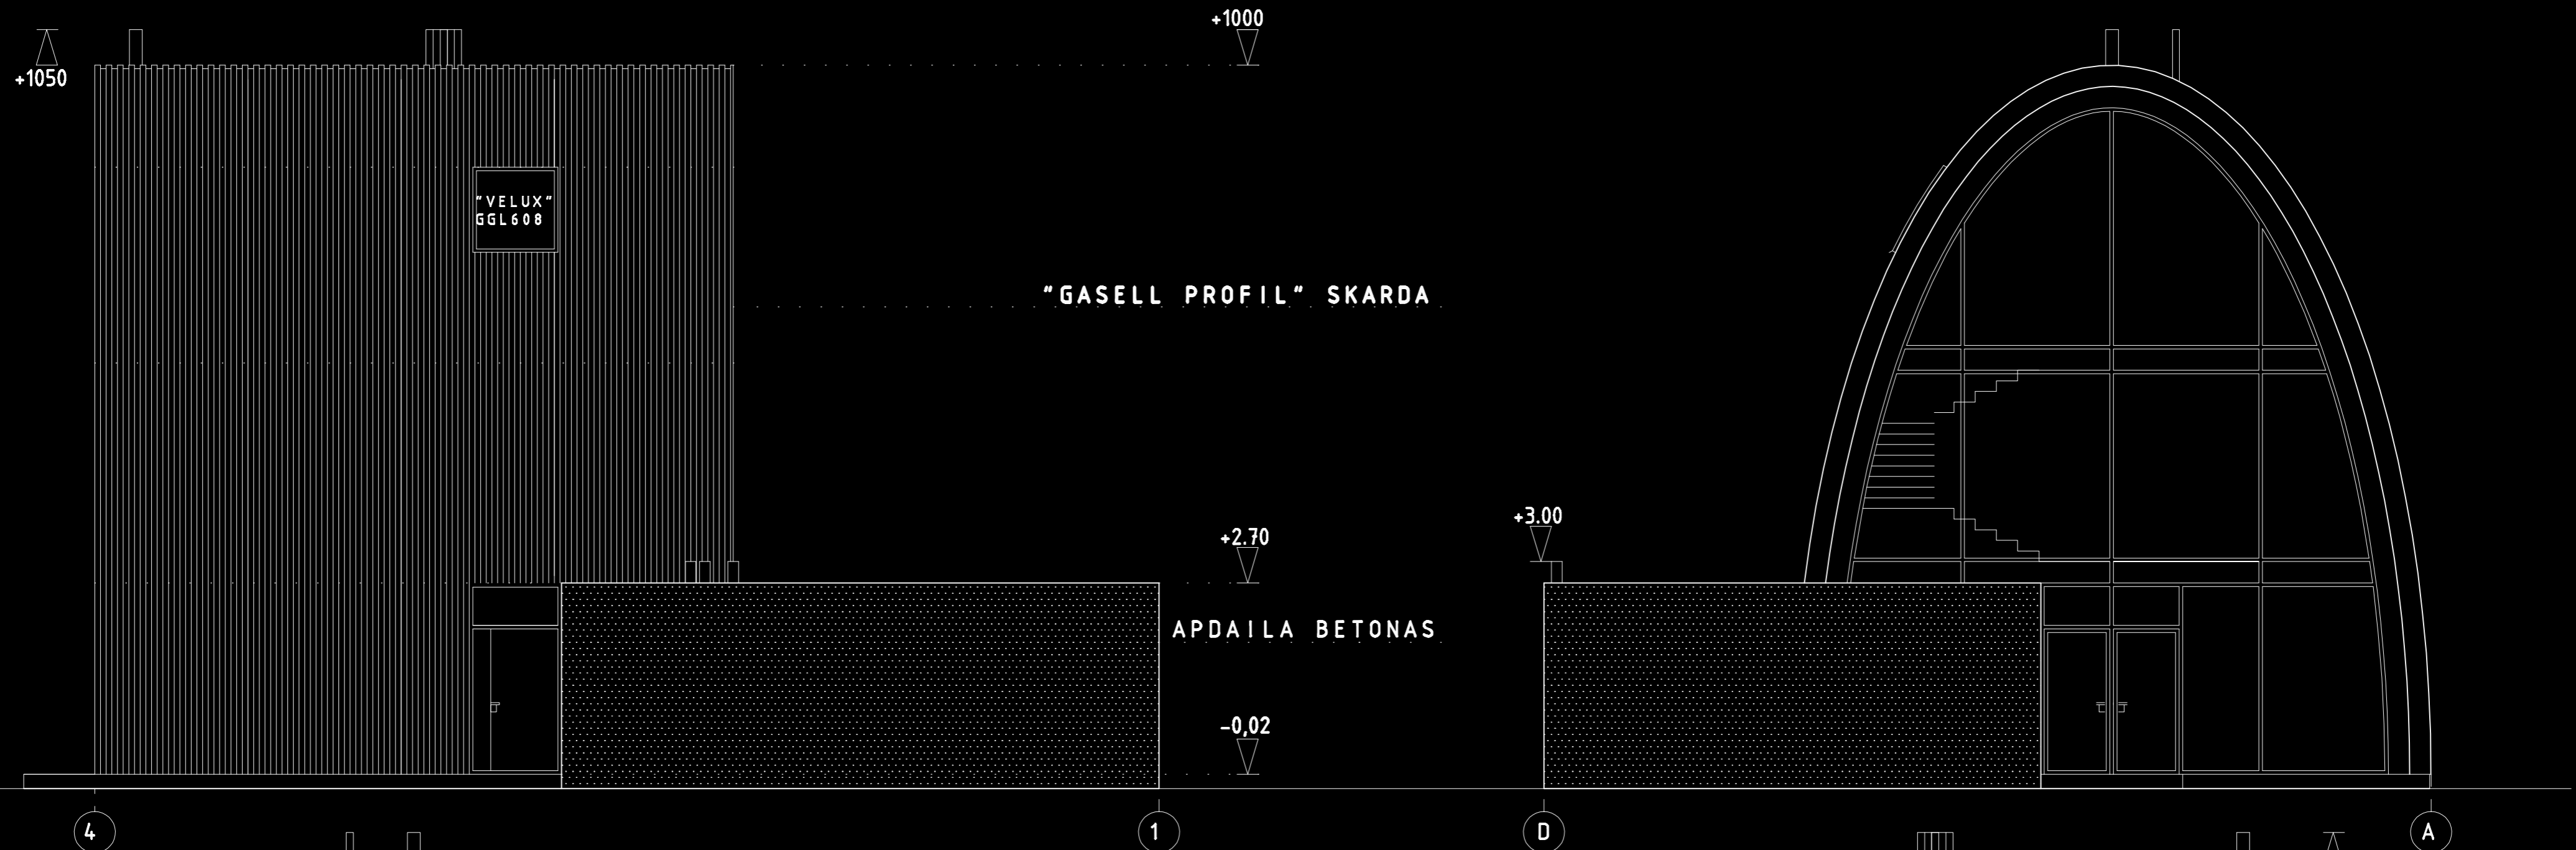 +1000
+1050
"VELUX"
GGL608
"GASELL PROFIL" SKARDA
+3.00
+2.70
APDAILA BETONAS
-0,02
4
1
D
A